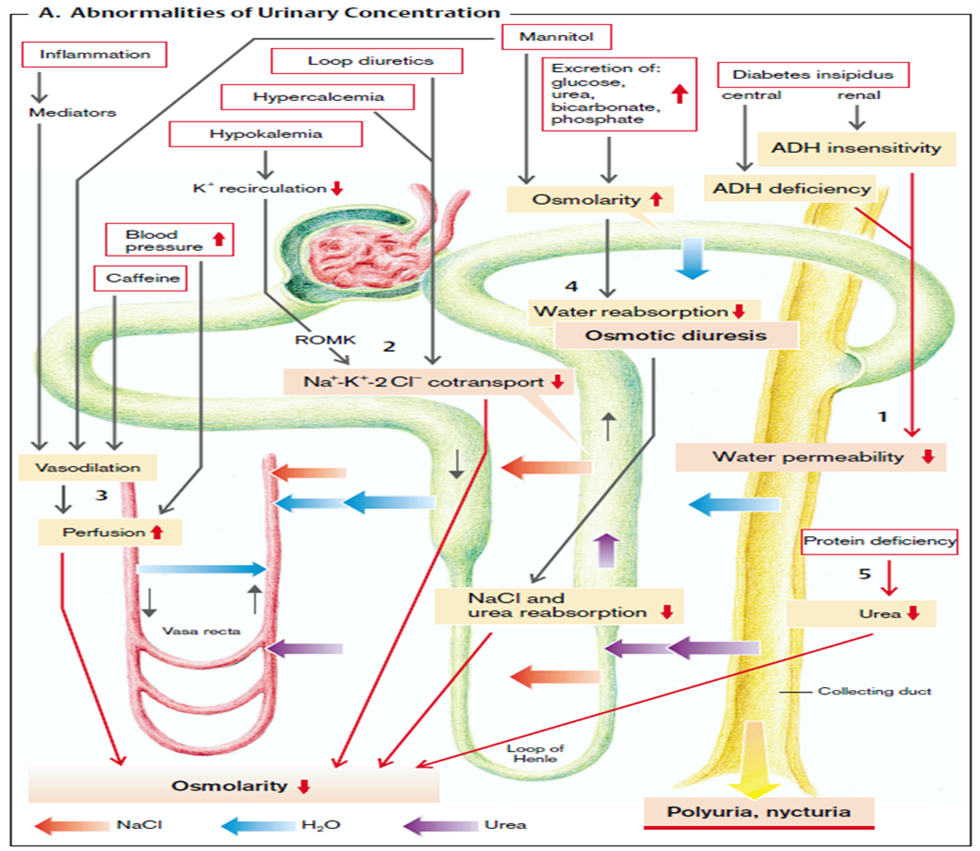 A. Abnormalities of Urinary Concentration
Inflammation
Mediators
Loop diuretics
Hypercalcemia
Hypokalemia
K⁺ recirculation
Mannitol
Excretion of:
glucose,
urea,
bicarbonate,
phosphate
Diabetes insipidus
central
renal
ADH insensitivity
ADH deficiency
Osmolarity
Blood
pressure
Caffeine
ROMK
2
4
Water reabsorption
Osmotic diuresis
Na⁺-K⁺-2 Cl⁻ cotransport
1
Water permeability
Vasodilation
3
Perfusion
Vasa recta
Protein deficiency
5
Urea
NaCl and
urea reabsorption
Collecting duct
Loop of
Henle
Osmolarity
Polyuria, nycturia
NaCl
H₂O
Urea